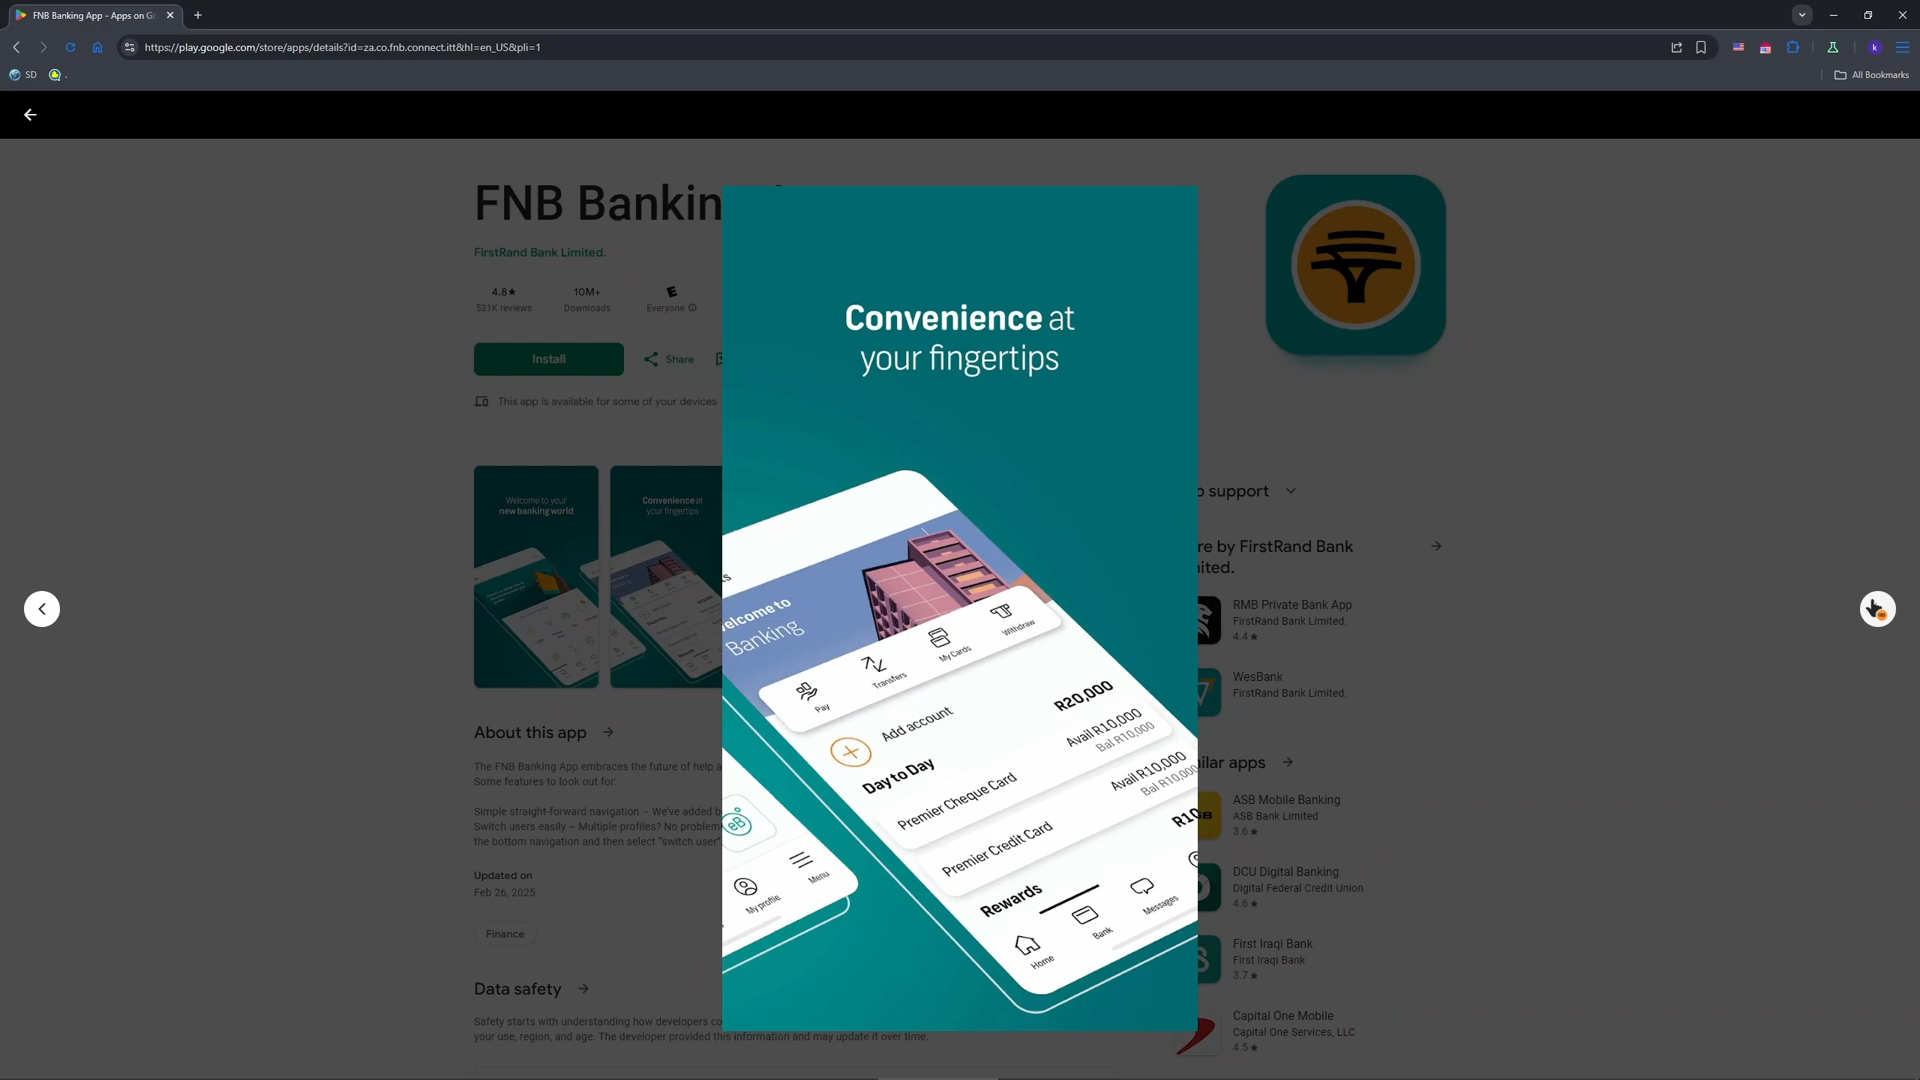 FNB Banking App - Apps on G
https://play.google.com/store/apps/details?id=za.co.fnb.connect.itt&hl=en_US&pli=1
k
SD
.
All Bookmarks
FNB Bankin
FirstRand Bank Limited.
4.8★
531K reviews
10M+
Downloads
E
Everyone
Install
Share
This app is available for some of your devices
Welcome to your
new banking world
Convenience at
your fingertips
Convenience at
your fingertips
elcome to
Banking
Pay
Transfers
My Cards
Withdraw
Add account
R20,000
Day to Day
Avail R10,000
Bal R10,000
Premier Cheque Card
Avail R10,000
Bal R10,000
Premier Credit Card
R10
Rewards
Home
Bank
Messages
eB
My profile
Menu
support
re by FirstRand Bank
ited.
RMB Private Bank App
FirstRand Bank Limited.
4.4★
WesBank
FirstRand Bank Limited.
ilar apps
ASB Mobile Banking
ASB Bank Limited
3.6★
DCU Digital Banking
Digital Federal Credit Union
4.6★
First Iraqi Bank
First Iraqi Bank
3.7★
Capital One Mobile
Capital One Services, LLC
4.5★
About this app
The FNB Banking App embraces the future of help a
Some features to look out for:
Simple straight-forward navigation – We've added b
Switch users easily – Multiple profiles? No problem
the bottom navigation and then select "switch user"
Updated on
Feb 26, 2025
Finance
Data safety
Safety starts with understanding how developers co
your use, region, and age. The developer provided this information and may update it over time.